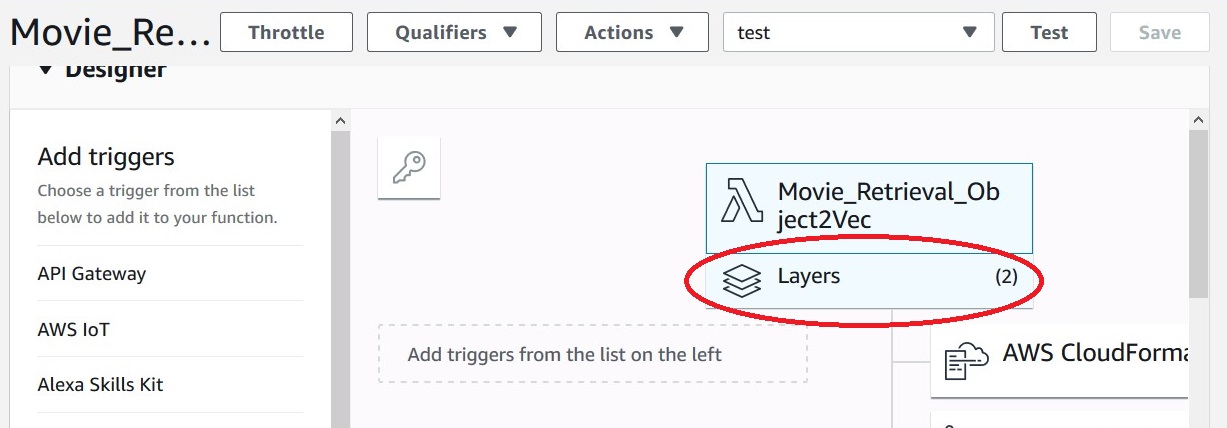 Movie_Re...
Throttle
Qualifiers
Actions
test
Test
Save
Designer
Add triggers
Choose a trigger from the list
below to add it to your function.
API Gateway
AWS IoT
Alexa Skills Kit
Movie_Retrieval_Ob
ject2Vec
Layers (2)
Add triggers from the list on the left
AWS CloudForma